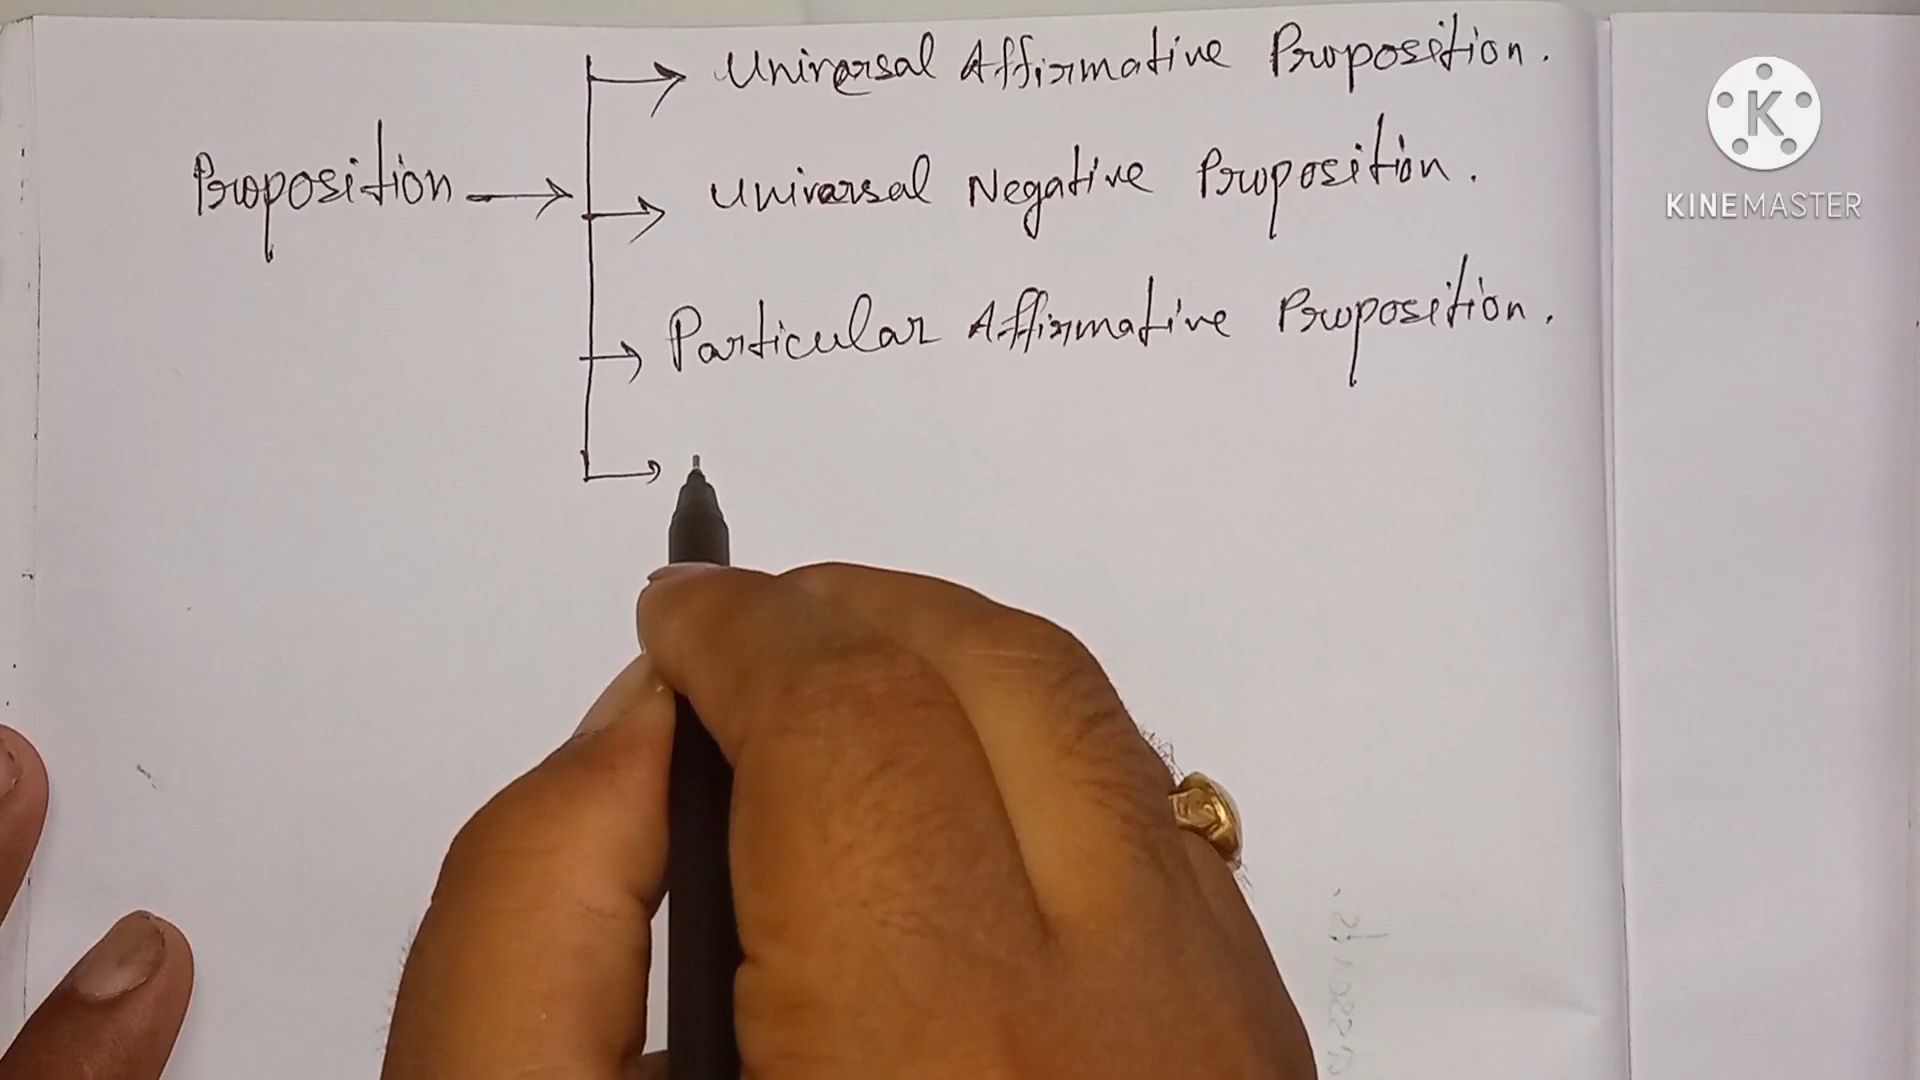 Universal Affirmative Proposition.
Proposition
Universal Negative Proposition.
Particular Affirmative Proposition.
K
KINEMASTER